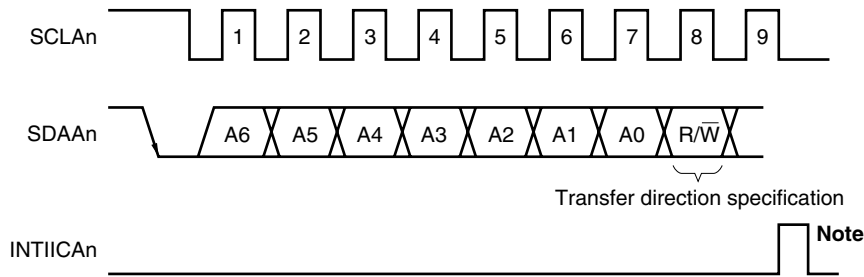 SCLAn 1 2 3 4 5 6 7 8 9
SDAAn A6 A5 A4 A3 A2 A1 A0 R/W̅
Transfer direction specification
Note
INTIICAn